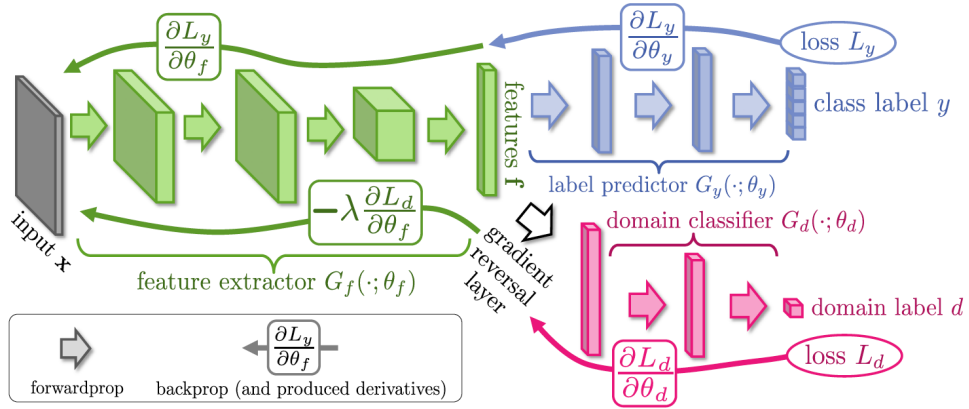 ∂L_y/∂θ_f
∂L_y/∂θ_y
loss L_y
features f
class label y
label predictor G_y(·; θ_y)
input x
−λ ∂L_d/∂θ_f
feature extractor G_f(·; θ_f)
gradient
reversal
layer
domain classifier G_d(·; θ_d)
domain label d
∂L_d/∂θ_d
loss L_d
∂L_y/∂θ_f
forwardprop
backprop (and produced derivatives)